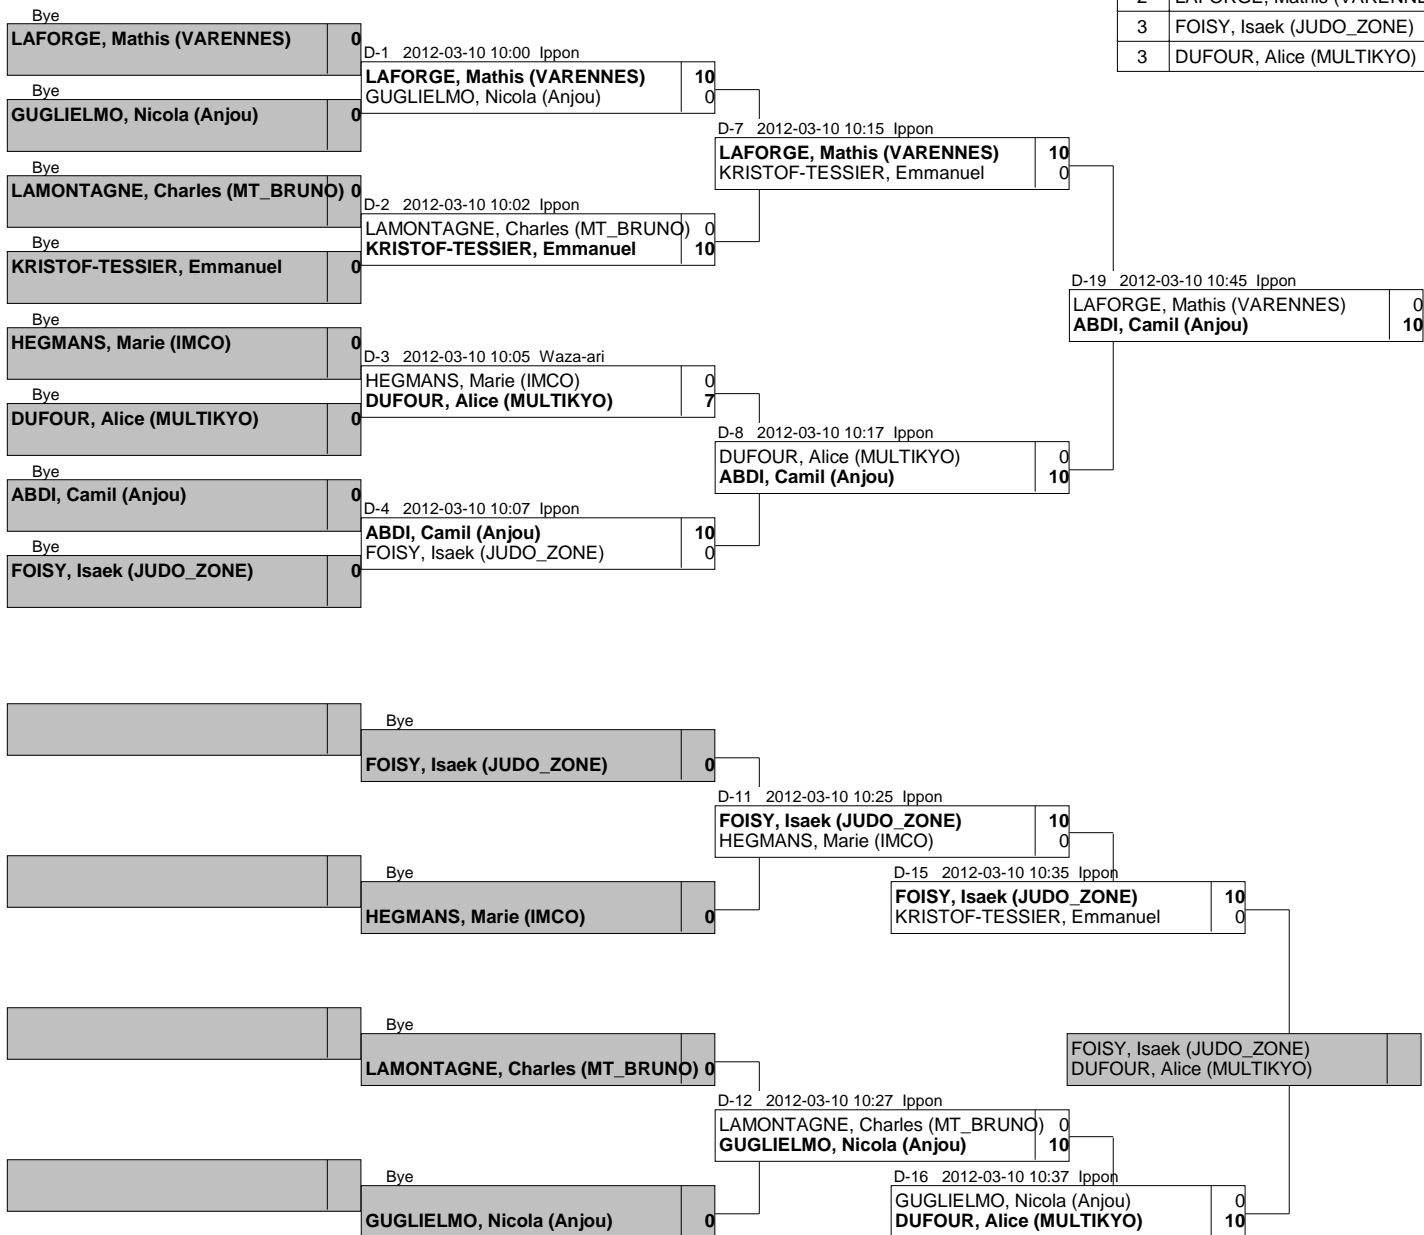 2 LAFORGE, Mathis (VARENNES
3 FOISY, Isaek (JUDO_ZONE)
3 DUFOUR, Alice (MULTIKYO)
Bye
LAFORGE, Mathis (VARENNES) 0
Bye
GUGLIELMO, Nicola (Anjou) 0
Bye
LAMONTAGNE, Charles (MT_BRUNO) 0
Bye
KRISTOF-TESSIER, Emmanuel 0
Bye
HEGMANS, Marie (IMCO) 0
Bye
DUFOUR, Alice (MULTIKYO) 0
Bye
ABDI, Camil (Anjou) 0
Bye
FOISY, Isaek (JUDO_ZONE) 0
D-1 2012-03-10 10:00 Ippon
LAFORGE, Mathis (VARENNES) 10
GUGLIELMO, Nicola (Anjou) 0
D-2 2012-03-10 10:02 Ippon
LAMONTAGNE, Charles (MT_BRUNO) 0
KRISTOF-TESSIER, Emmanuel 10
D-3 2012-03-10 10:05 Waza-ari
HEGMANS, Marie (IMCO) 0
DUFOUR, Alice (MULTIKYO) 7
D-4 2012-03-10 10:07 Ippon
ABDI, Camil (Anjou) 10
FOISY, Isaek (JUDO_ZONE) 0
D-7 2012-03-10 10:15 Ippon
LAFORGE, Mathis (VARENNES) 10
KRISTOF-TESSIER, Emmanuel 0
D-8 2012-03-10 10:17 Ippon
DUFOUR, Alice (MULTIKYO) 0
ABDI, Camil (Anjou) 10
D-19 2012-03-10 10:45 Ippon
LAFORGE, Mathis (VARENNES) 0
ABDI, Camil (Anjou) 10
Bye
FOISY, Isaek (JUDO_ZONE) 0
Bye
HEGMANS, Marie (IMCO) 0
Bye
LAMONTAGNE, Charles (MT_BRUNO) 0
Bye
GUGLIELMO, Nicola (Anjou) 0
D-11 2012-03-10 10:25 Ippon
FOISY, Isaek (JUDO_ZONE) 10
HEGMANS, Marie (IMCO) 0
D-12 2012-03-10 10:27 Ippon
LAMONTAGNE, Charles (MT_BRUNO) 0
GUGLIELMO, Nicola (Anjou) 10
D-15 2012-03-10 10:35 Ippon
FOISY, Isaek (JUDO_ZONE) 10
KRISTOF-TESSIER, Emmanuel 0
D-16 2012-03-10 10:37 Ippon
GUGLIELMO, Nicola (Anjou) 0
DUFOUR, Alice (MULTIKYO) 10
FOISY, Isaek (JUDO_ZONE)
DUFOUR, Alice (MULTIKYO)